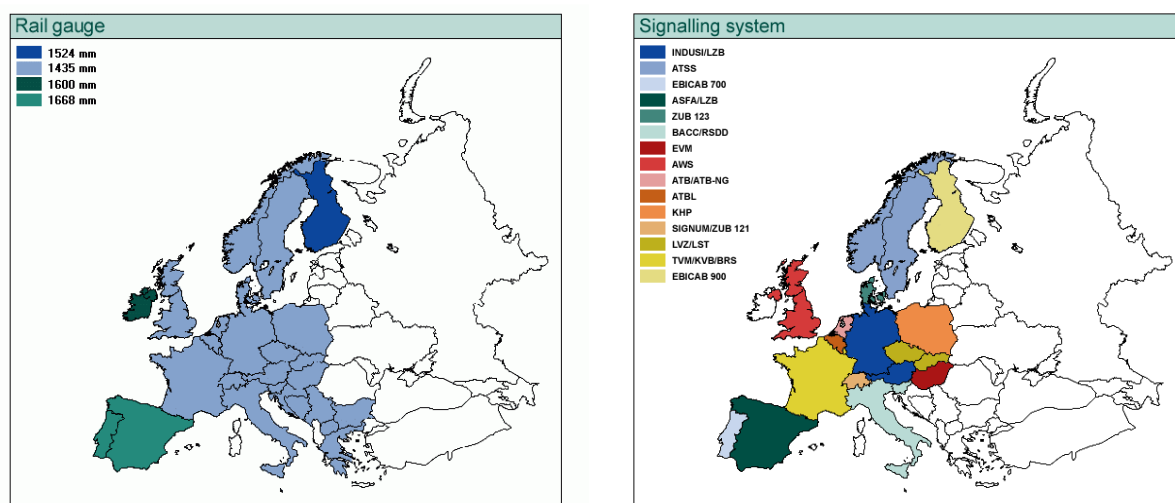 Rail gauge
1524 mm
1435 mm
1600 mm
1668 mm
Signalling system
INDUSI/LZB
ATSS
EBICAB 700
ASFA/LZB
ZUB 123
BACC/RSDD
EVM
AWS
ATB/ATB-NG
ATBL
KHP
SIGNUM/ZUB 121
LVZ/LST
TVM/KVB/BRS
EBICAB 900